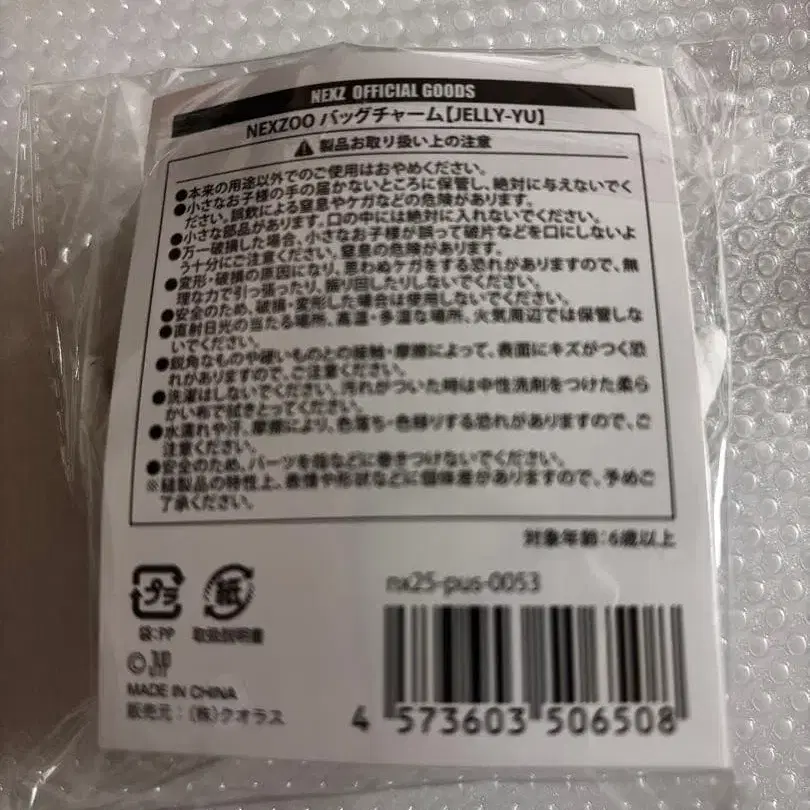 NEXZ OFFICIAL GOODS
NEXZOO バッグチャーム【JELLY-YU】
製品お取り扱い上の注意
●本来の用途以外でのご使用はおやめください。
●小さなお子様の手の届かないところに保管し、絶対に与えないでく
ださい。誤飲による窒息やケガなどの危険があります。
●小さな部品があります。口の中には絶対に入れないでください。
●万一破損した場合、小さなお子様が誤って破片などを口にしないよ
う十分にご注意ください。窒息の危険があります。
●変形・破損の原因になり、思わぬケガをする恐れがありますので、無
理な力で引っ張ったり、振り回したりしないでください。
●安全のため、破損・変形した場合は使用しないでください。
●直射日光の当たる場所、高温・多湿な場所、火気周辺では保管しな
いでください。
●鋭角なものや硬いものとの接触・摩擦によって、表面にキズがつく恐
れがありますので、ご注意ください。
●洗濯はしないでください。汚れがついた時は中性洗剤をつけた柔ら
かい布で拭きとってください。
●水濡れや汗、摩擦により、色落ち・色移りする恐れがありますので、ご
注意ください。
●安全のため、パーツを指などに巻きつけないでください。
※縫製品の特性上、表情や形状などに個体差がありますので、予めご
了承ください。
対象年齢:6歳以上
プラ
紙
袋:PP
取扱説明書
nx25-pus-0053
©
MADE IN CHINA
販売元:(株)クオラス
4 573603 506508